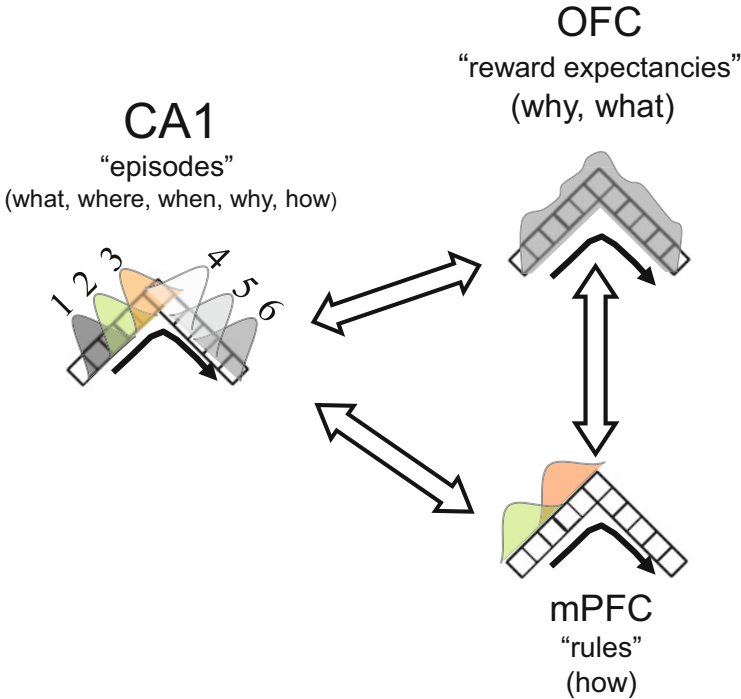 OFC
“reward expectancies”
(why, what)
CA1
“episodes”
(what, where, when, why, how)
1 2 3 4 5 6
mPFC
“rules”
(how)